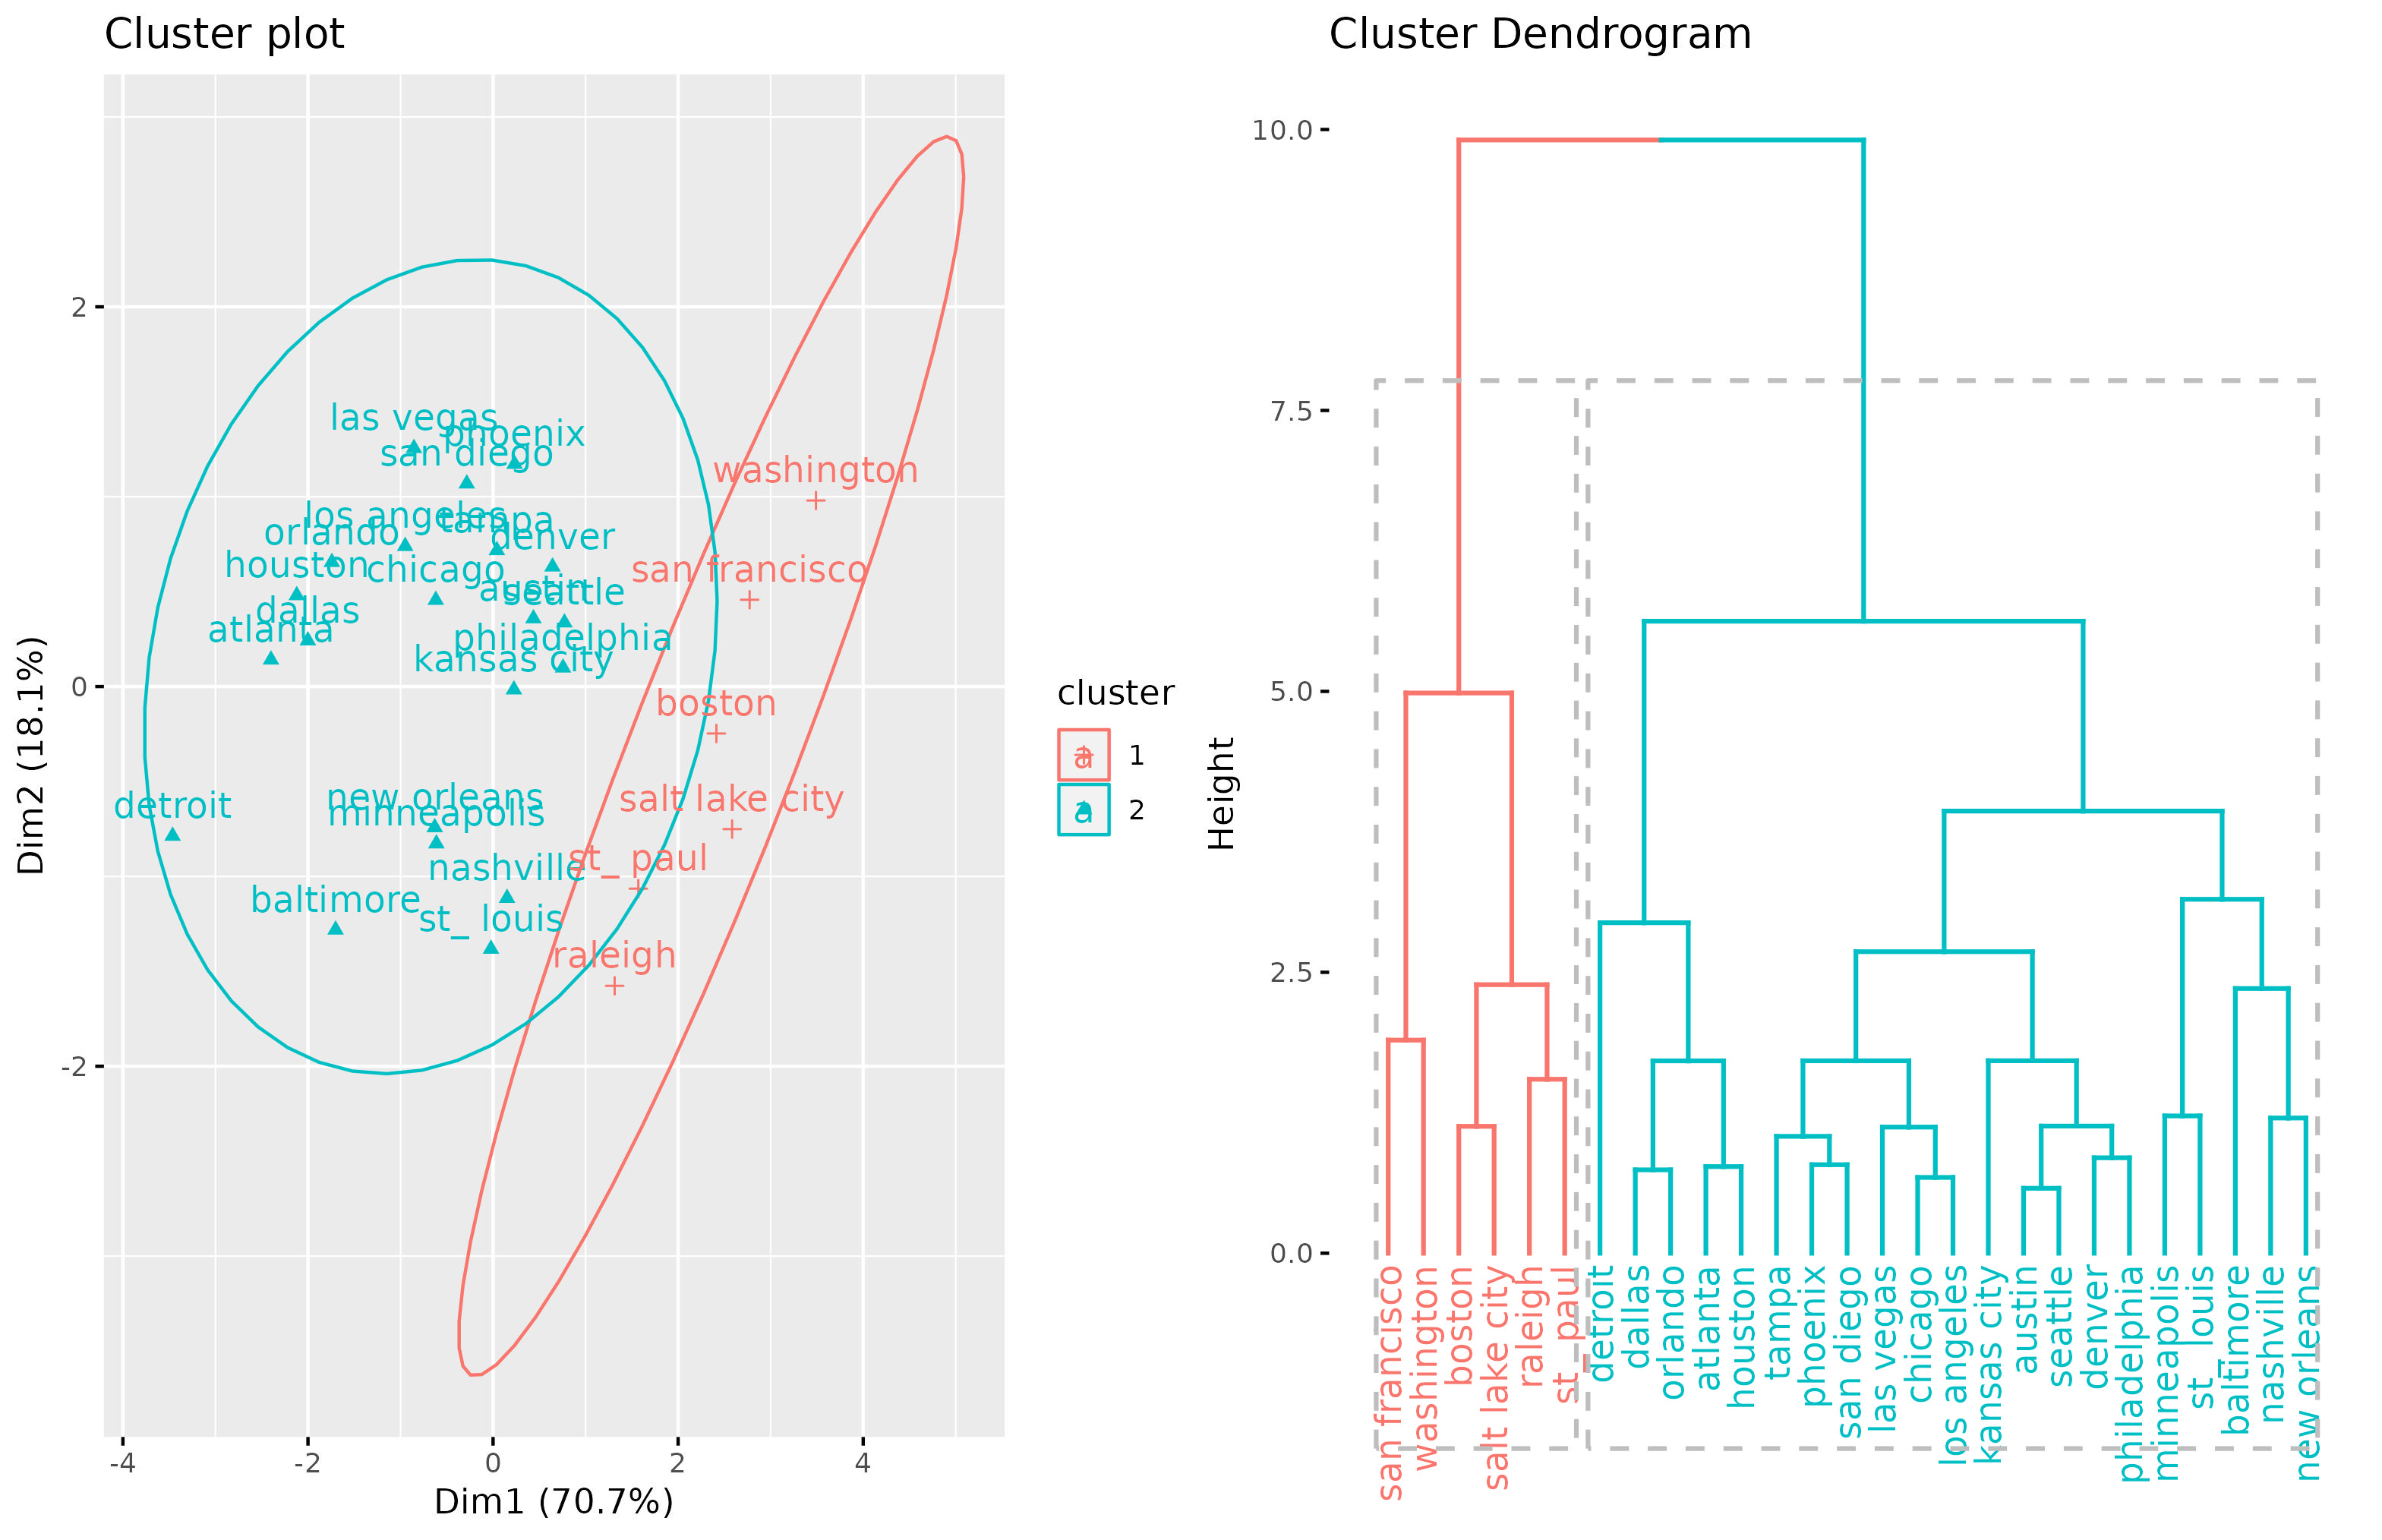 Cluster plot
las vegas
phoenix
san diego
washington
los angeles
tampa
orlando
denver
houston
chicago
san francisco
austin
seattle
dallas
atlanta
philadelphia
kansas city
boston
detroit
new orleans
minneapolis
salt lake city
nashville
st_ paul
baltimore
st_ louis
raleigh
2
0
-2
-4
-2
0
2
4
Dim1 (70.7%)
Dim2 (18.1%)
cluster
a
1
a
2
Cluster Dendrogram
10.0
7.5
5.0
2.5
0.0
Height
san francisco
washington
boston
salt lake city
raleigh
st_ paul
detroit
dallas
orlando
atlanta
houston
tampa
phoenix
san diego
las vegas
chicago
los angeles
kansas city
austin
seattle
denver
philadelphia
minneapolis
st_ louis
baltimore
nashville
new orleans